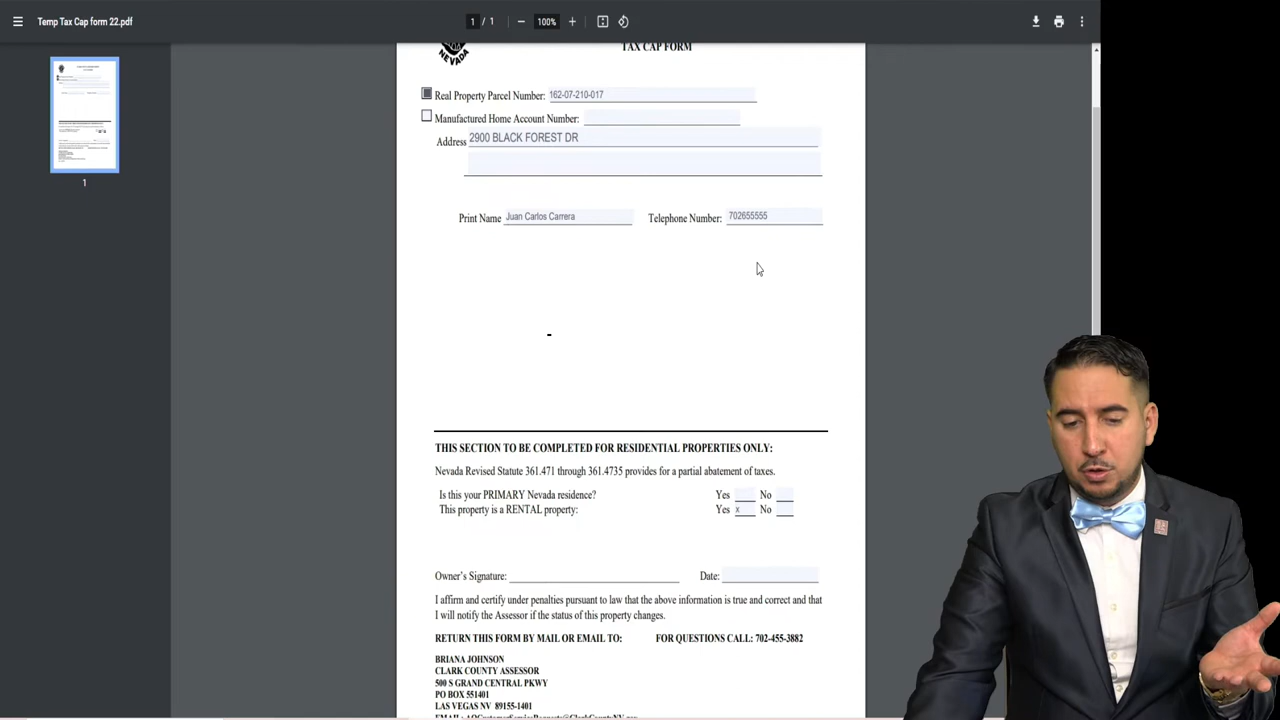 Temp Tax Cap form 22.pdf
1 / 1
100%
1
NEVADA
TAX CAP FORM
Real Property Parcel Number: 162-07-210-017
Manufactured Home Account Number:
Address 2900 BLACK FOREST DR
Print Name Juan Carlos Carrera Telephone Number: 702655555
-
THIS SECTION TO BE COMPLETED FOR RESIDENTIAL PROPERTIES ONLY:
Nevada Revised Statute 361.471 through 361.4735 provides for a partial abatement of taxes.
Is this your PRIMARY Nevada residence? Yes No
This property is a RENTAL property: Yes x No
Owner's Signature: Date:
I affirm and certify under penalties pursuant to law that the above information is true and correct and that
I will notify the Assessor if the status of this property changes.
RETURN THIS FORM BY MAIL OR EMAIL TO: FOR QUESTIONS CALL: 702-455-3882
BRIANA JOHNSON
CLARK COUNTY ASSESSOR
500 S GRAND CENTRAL PKWY
PO BOX 551401
LAS VEGAS NV 89155-1401